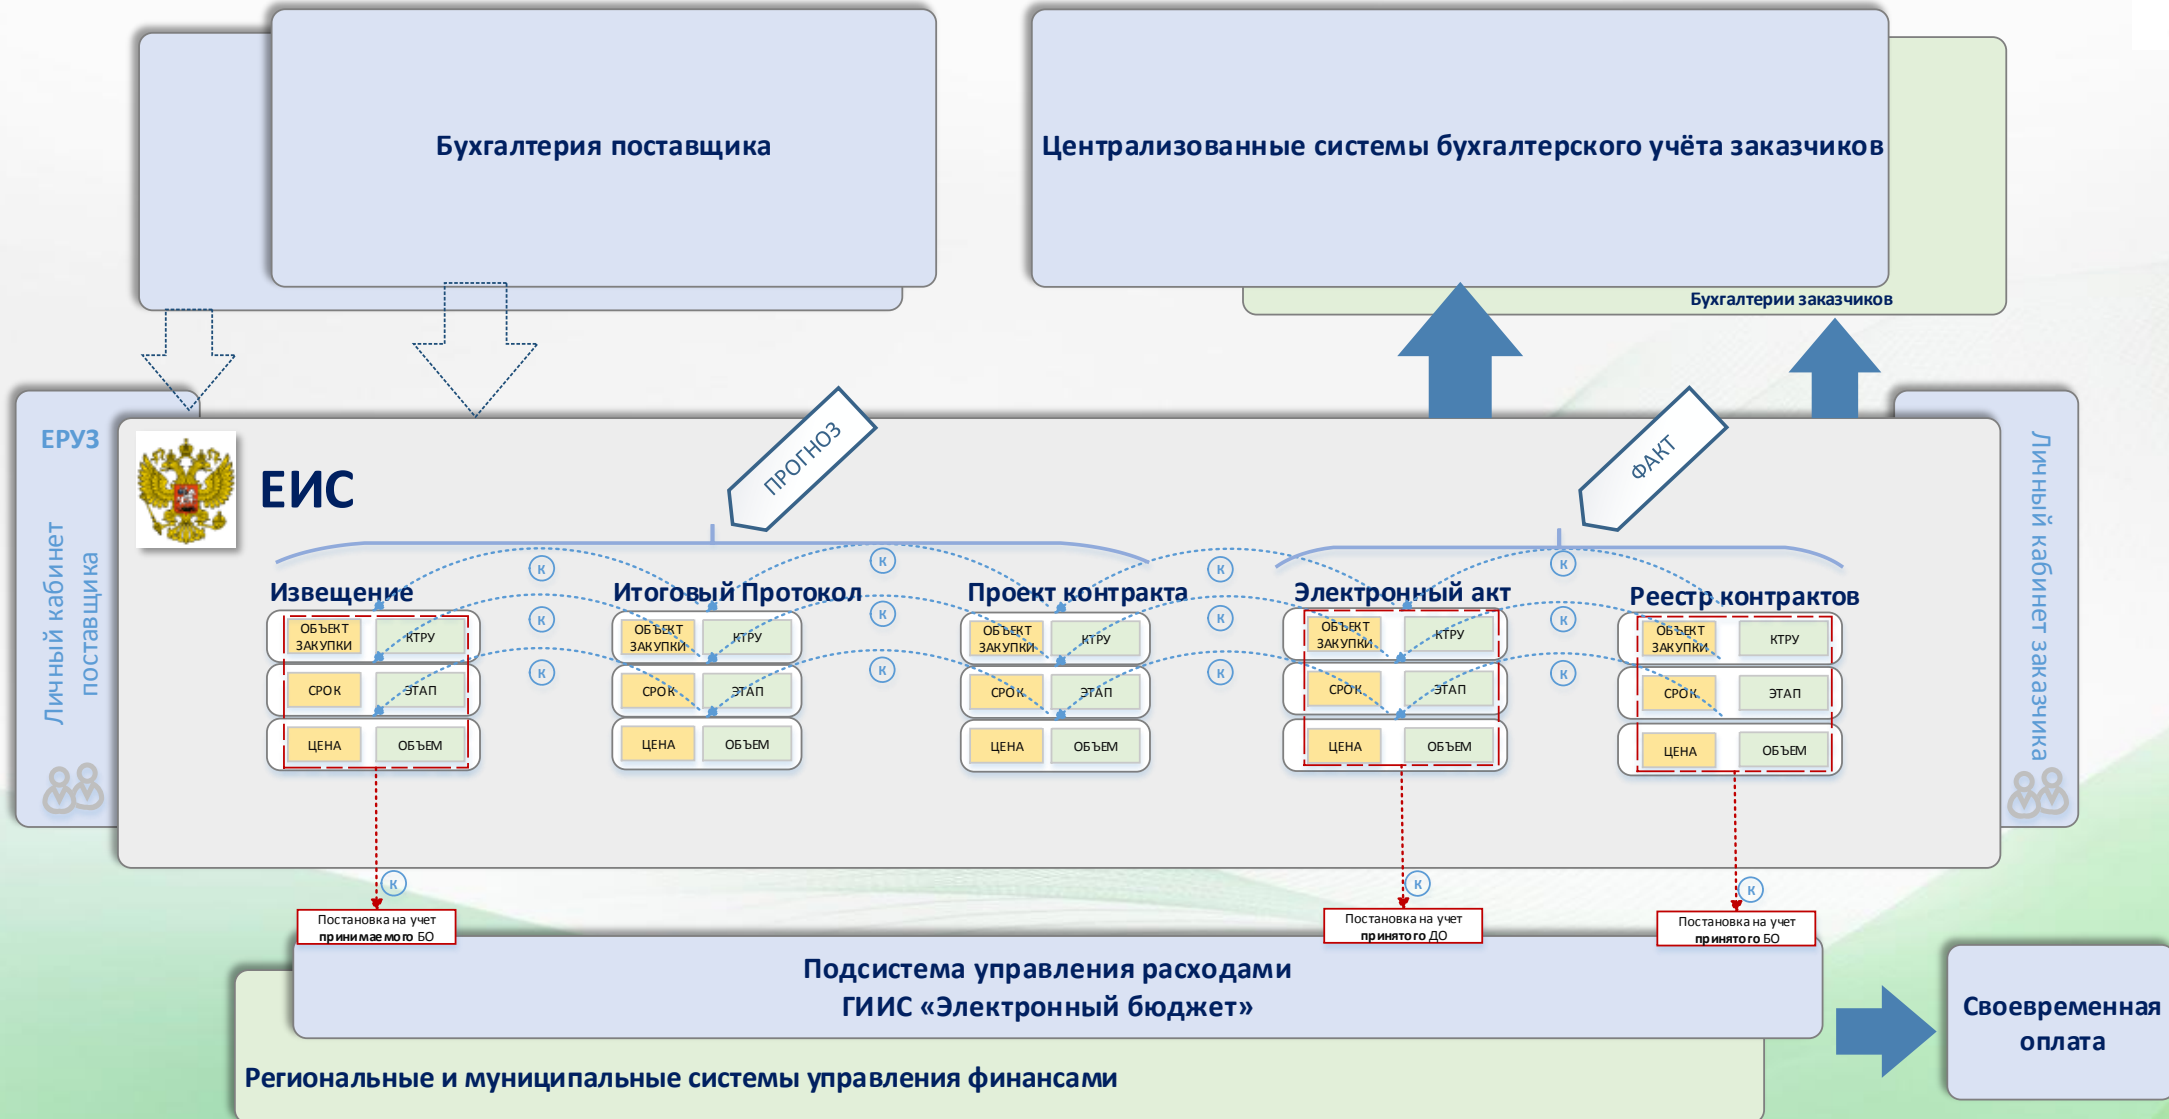 Бухгалтерия поставщика
Централизованные системы бухгалтерского учёта заказчиков
Бухгалтерии заказчиков
ЕРУЗ
Личный кабинет
поставщика
ЕИС
ПРОГНОЗ
ФАКТ
Личный кабинет заказчика
К
К
К
К
Извещение
Итоговый Протокол
Проект контракта
Электронный акт
Реестр контрактов
К
К
К
К
ОБЪЕКТ
ЗАКУПКИ
КТРУ
ОБЪЕКТ
ЗАКУПКИ
КТРУ
ОБЪЕКТ
ЗАКУПКИ
КТРУ
ОБЪЕКТ
ЗАКУПКИ
КТРУ
ОБЪЕКТ
ЗАКУПКИ
КТРУ
К
К
К
К
СРОК
ЭТАП
СРОК
ЭТАП
СРОК
ЭТАП
СРОК
ЭТАП
СРОК
ЭТАП
ЦЕНА
ОБЪЕМ
ЦЕНА
ОБЪЕМ
ЦЕНА
ОБЪЕМ
ЦЕНА
ОБЪЕМ
ЦЕНА
ОБЪЕМ
К
К
К
Постановка на учет
принимаемого БО
Постановка на учет
принятого ДО
Постановка на учет
принятого БО
Подсистема управления расходами
ГИИС «Электронный бюджет»
Своевременная
оплата
Региональные и муниципальные системы управления финансами